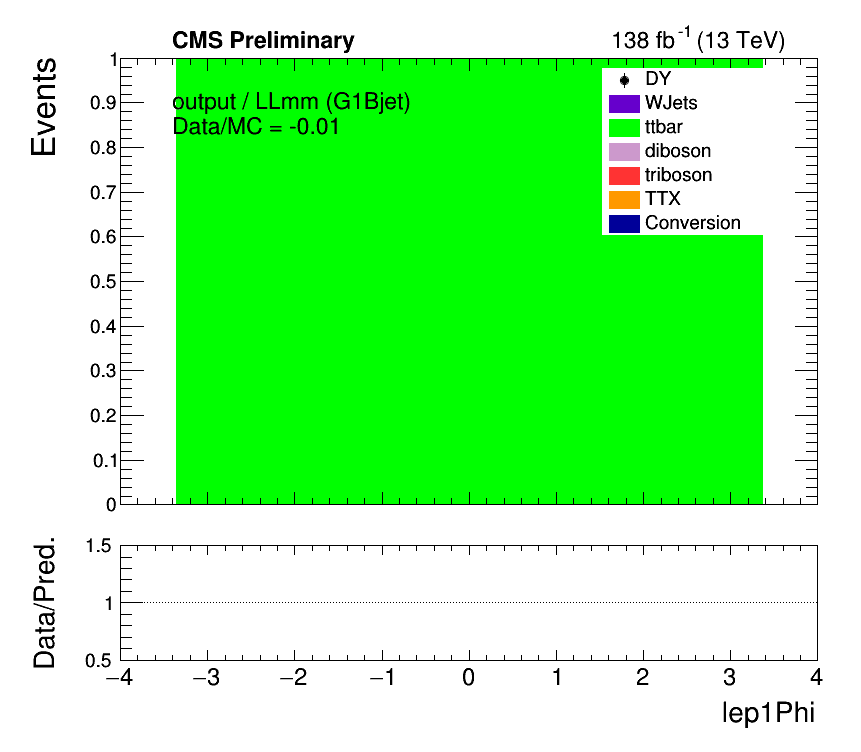 CMS Preliminary
138 fb-1 (13 TeV)
Events
1
0.9
0.8
0.7
0.6
0.5
0.4
0.3
0.2
0.1
0
output / LLmm (G1Bjet)
Data/MC = -0.01
DY
WJets
ttbar
diboson
triboson
TTX
Conversion
Data/Pred.
1.5
1
0.5
−4 −3 −2 −1 0 1 2 3 4
lep1Phi